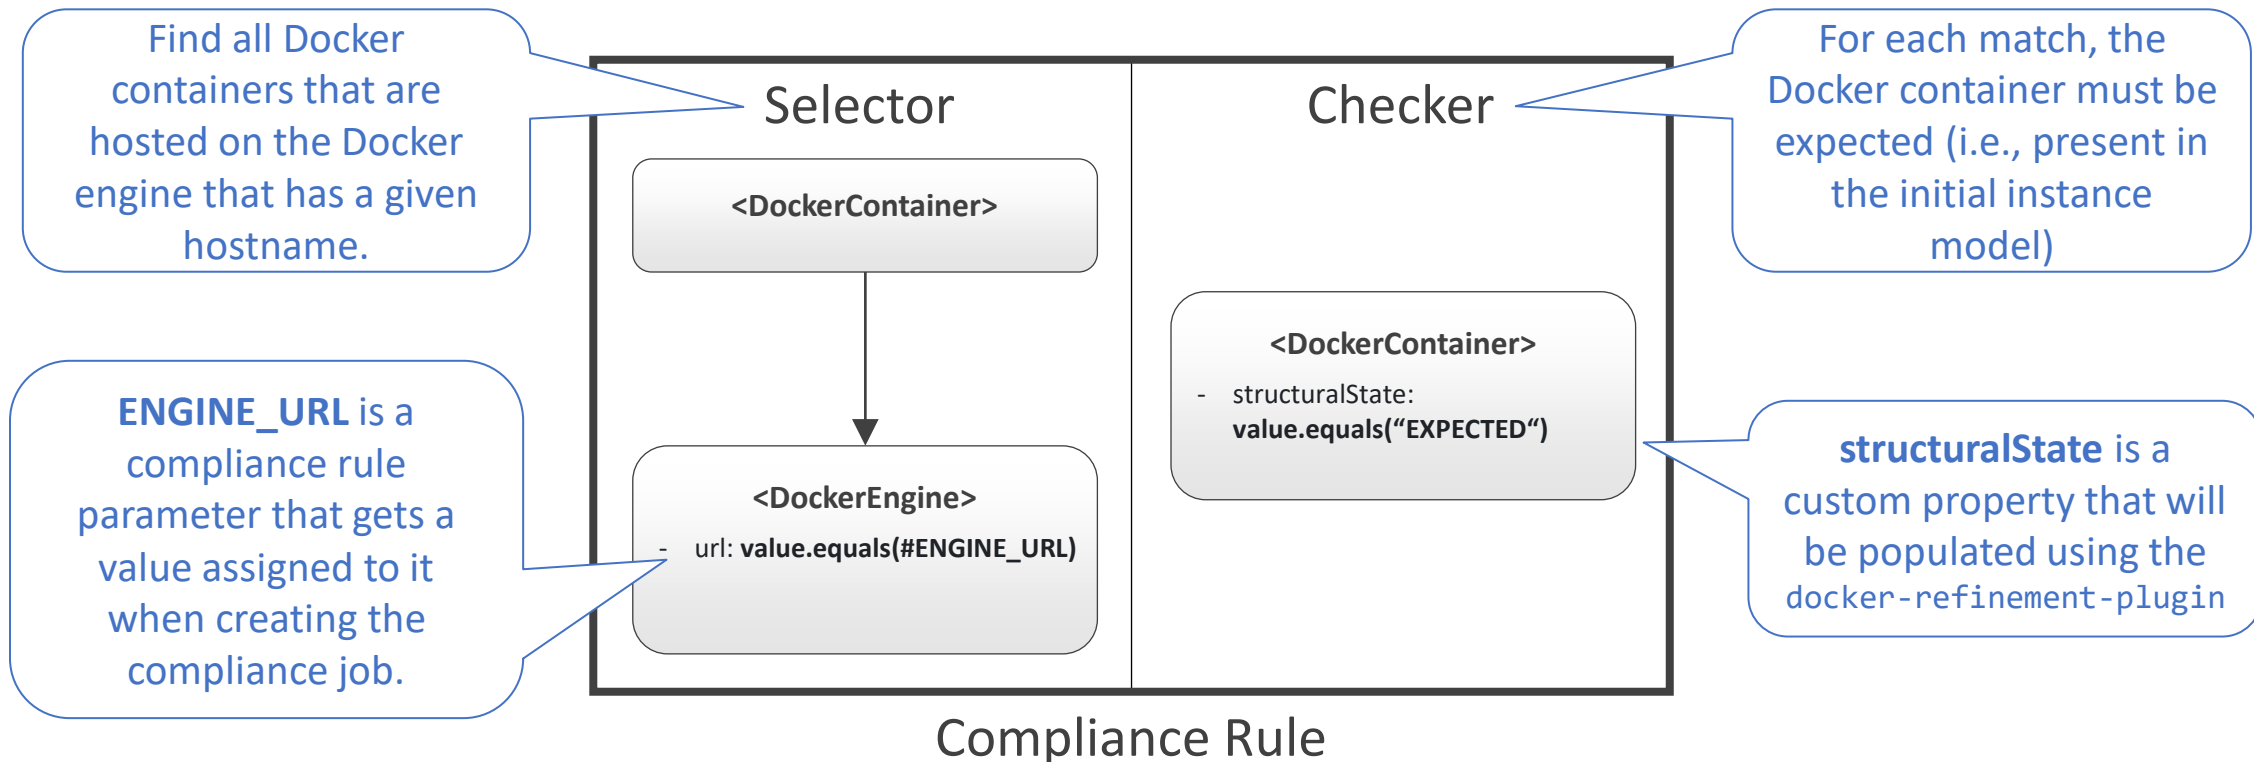 Find all Docker
containers that are
hosted on the Docker
engine that has a given
hostname.
ENGINE_URL is a
compliance rule
parameter that gets a
value assigned to it
when creating the
compliance job.
Selector
<DockerContainer>
<DockerEngine>
- url: value.equals(#ENGINE_URL)
Checker
<DockerContainer>
- structuralState:
value.equals(“EXPECTED“)
For each match, the
Docker container must be
expected (i.e., present in
the initial instance
model)
structuralState is a
custom property that will
be populated using the
docker-refinement-plugin
Compliance Rule